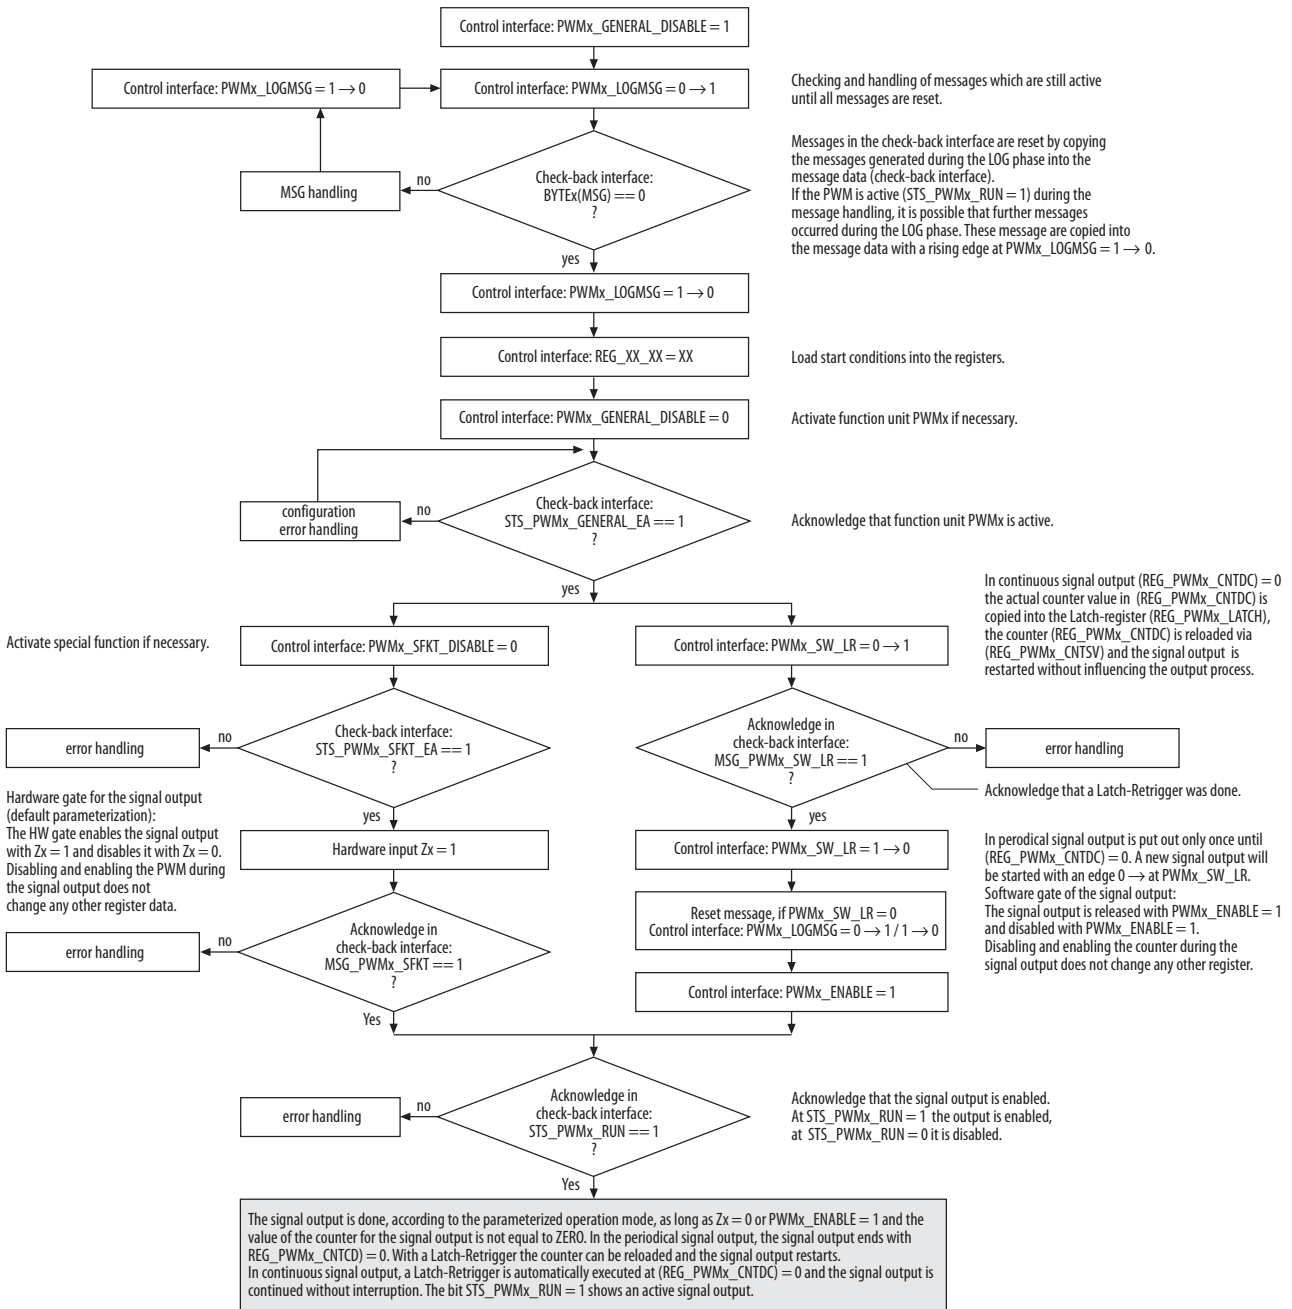 Control interface: PWMx_GENERAL_DISABLE = 1
Control interface: PWMx_LOGMSG = 1 → 0
Control interface: PWMx_LOGMSG = 0 → 1
Checking and handling of messages which are still active
until all messages are reset.
Messages in the check-back interface are reset by copying
the messages generated during the LOG phase into the
message data (check-back interface).
If the PWM is active (STS_PWMx_RUN = 1) during the
message handling, it is possible that further messages
occurred during the LOG phase. These message are copied into
the message data with a rising edge at PWMx_LOGMSG = 1 → 0.
MSG handling
no
Check-back interface:
BYTEx(MSG) == 0
?
yes
Control interface: PWMx_LOGMSG = 1 → 0
Control interface: REG_XX_XX = XX
Load start conditions into the registers.
Control interface: PWMx_GENERAL_DISABLE = 0
Activate function unit PWMx if necessary.
configuration
error handling
no
Check-back interface:
STS_PWMx_GENERAL_EA == 1
?
Acknowledge that function unit PWMx is active.
yes
In continuous signal output (REG_PWMx_CNTDC) = 0
the actual counter value in (REG_PWMx_CNTDC) is
copied into the Latch-register (REG_PWMx_LATCH),
the counter (REG_PWMx_CNTDC) is reloaded via
(REG_PWMx_CNTSV) and the signal output is
restarted without influencing the output process.
Activate special function if necessary.
Control interface: PWMx_SFKT_DISABLE = 0
Control interface: PWMx_SW_LR = 0 → 1
error handling
no
Check-back interface:
STS_PWMx_SFKT_EA == 1
?
Acknowledge in
check-back interface:
MSG_PWMx_SW_LR == 1
?
no
error handling
Acknowledge that a Latch-Retrigger was done.
Hardware gate for the signal output
(default parameterization):
The HW gate enables the signal output
with Zx = 1 and disables it with Zx = 0.
Disabling and enabling the PWM during
the signal output does not
change any other register data.
yes
Hardware input Zx = 1
yes
Control interface: PWMx_SW_LR = 1 → 0
In perodical signal output is put out only once until
(REG_PWMx_CNTDC) = 0. A new signal output will
be started with an edge 0 → at PWMx_SW_LR.
Software gate of the signal output:
The signal output is released with PWMx_ENABLE = 1
and disabled with PWMx_ENABLE = 1.
Disabling and enabling the counter during the
signal output does not change any other register.
Reset message, if PWMx_SW_LR = 0
Control interface: PWMx_LOGMSG = 0 → 1 / 1 → 0
error handling
no
Acknowledge in
check-back interface:
MSG_PWMx_SFKT == 1
?
Control interface: PWMx_ENABLE = 1
Yes
error handling
no
Acknowledge in
check-back interface:
STS_PWMx_RUN == 1
?
Acknowledge that the signal output is enabled.
At STS_PWMx_RUN = 1 the output is enabled,
at STS_PWMx_RUN = 0 it is disabled.
Yes
The signal output is done, according to the parameterized operation mode, as long as Zx = 0 or PWMx_ENABLE = 1 and the
value of the counter for the signal output is not equal to ZERO. In the periodical signal output, the signal output ends with
REG_PWMx_CNTCD) = 0. With a Latch-Retrigger the counter can be reloaded and the signal output restarts.
In continuous signal output, a Latch-Retrigger is automatically executed at (REG_PWMx_CNTDC) = 0 and the signal output is
continued without interruption. The bit STS_PWMx_RUN = 1 shows an active signal output.